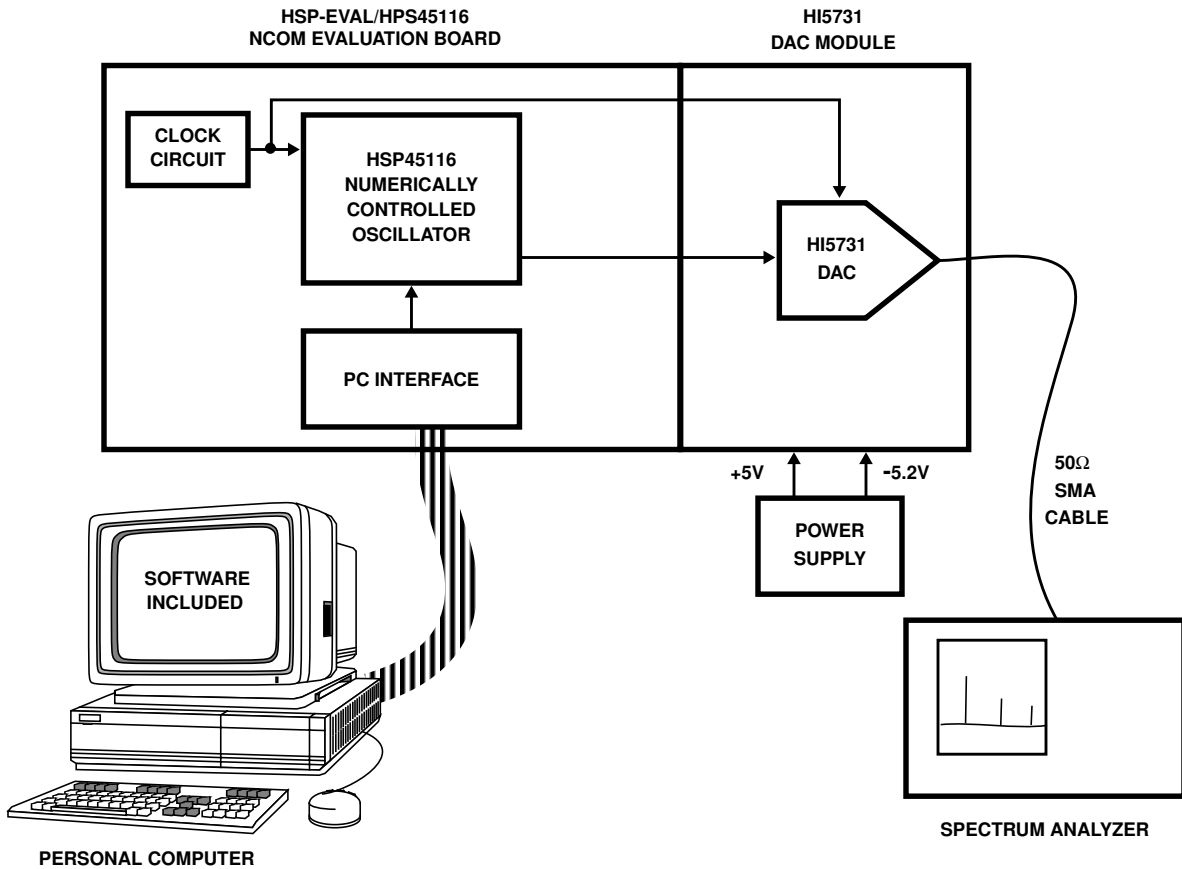 HSP-EVAL/HPS45116
NCOM EVALUATION BOARD
HI5731
DAC MODULE
CLOCK
CIRCUIT
HSP45116
NUMERICALLY
CONTROLLED
OSCILLATOR
HI5731
DAC
PC INTERFACE
+5V
-5.2V
50Ω
SMA
CABLE
POWER
SUPPLY
SOFTWARE
INCLUDED
SPECTRUM ANALYZER
PERSONAL COMPUTER